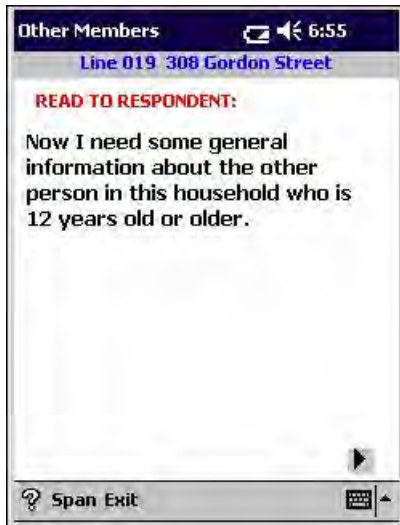 Other Members 6:55
Line 019 308 Gordon Street
READ TO RESPONDENT:
Now I need some general
information about the other
person in this household who is
12 years old or older.
Span Exit